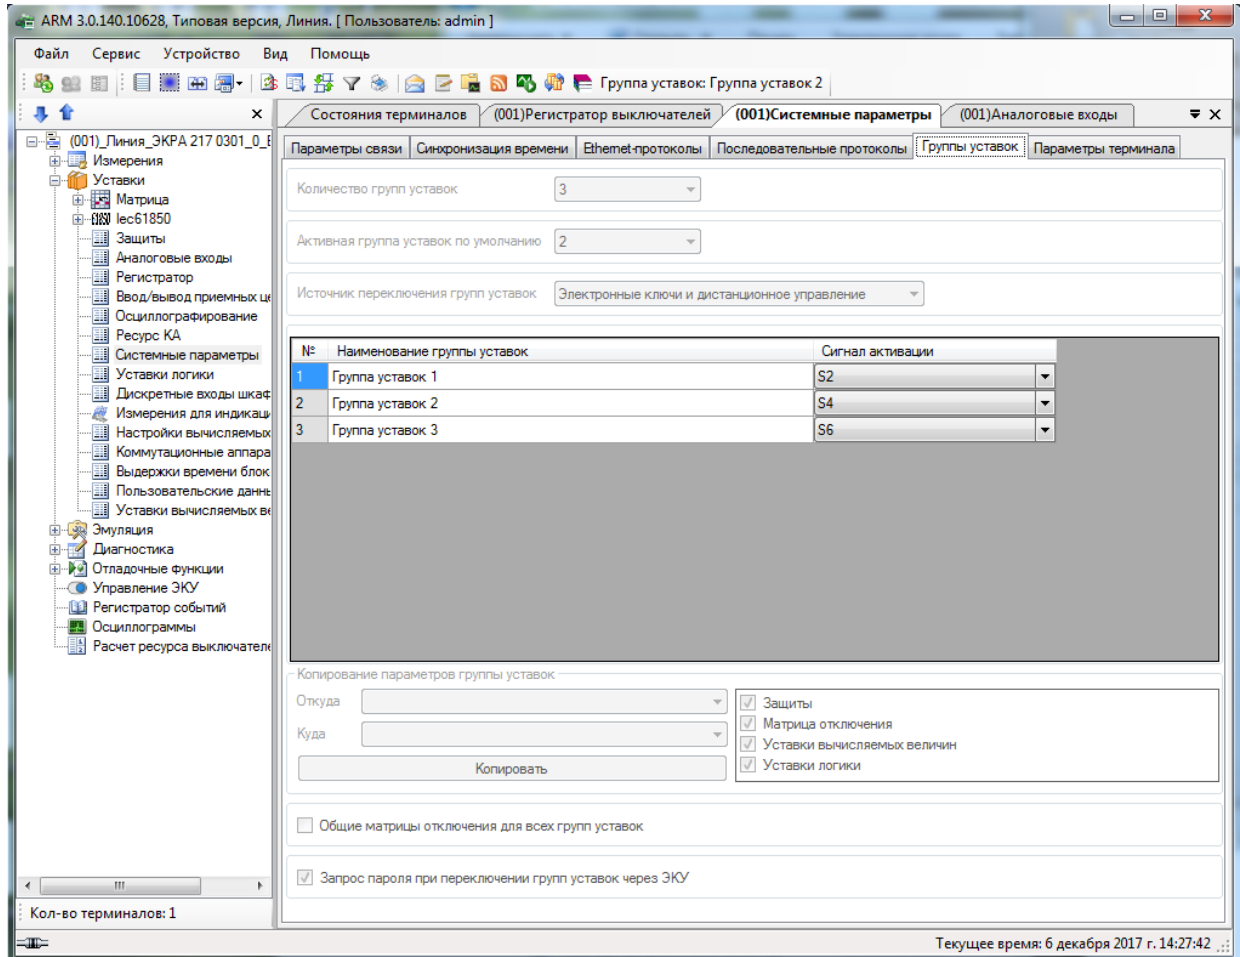 ARM 3.0.140.10628, Типовая версия, Линия. [ Пользователь: admin ]
Файл Сервис Устройство Вид Помощь
Группа уставок: Группа уставок 2
Состояния терминалов (001)Регистратор выключателей (001)Системные параметры (001)Аналоговые входы
(001)_Линия_ЭКРА 217 0301_0_
Измерения
Уставки
Матрица
Iec61850
Защиты
Аналоговые входы
Регистратор
Ввод/вывод приемных це
Осциллографирование
Ресурс КА
Системные параметры
Уставки логики
Дискретные входы шкаф
Измерения для индикаци
Настройки вычисляемых
Коммутационные аппара
Выдержки времени блок
Пользовательские данны
Уставки вычисляемых ве
Эмуляция
Диагностика
Отладочные функции
Управление ЭКУ
Регистратор событий
Осциллограммы
Расчет ресурса выключателе
Кол-во терминалов: 1
Параметры связи Синхронизация времени Ethernet-протоколы Последовательные протоколы Группы уставок Параметры терминала
Количество групп уставок 3
Активная группа уставок по умолчанию 2
Источник переключения групп уставок Электронные ключи и дистанционное управление
№ Наименование группы уставок Сигнал активации
1 Группа уставок 1 S2
2 Группа уставок 2 S4
3 Группа уставок 3 S6
Копирование параметров группы уставок
Откуда
Куда
Копировать
Защиты
Матрица отключения
Уставки вычисляемых величин
Уставки логики
Общие матрицы отключения для всех групп уставок
Запрос пароля при переключении групп уставок через ЭКУ
Текущее время: 6 декабря 2017 г. 14:27:42